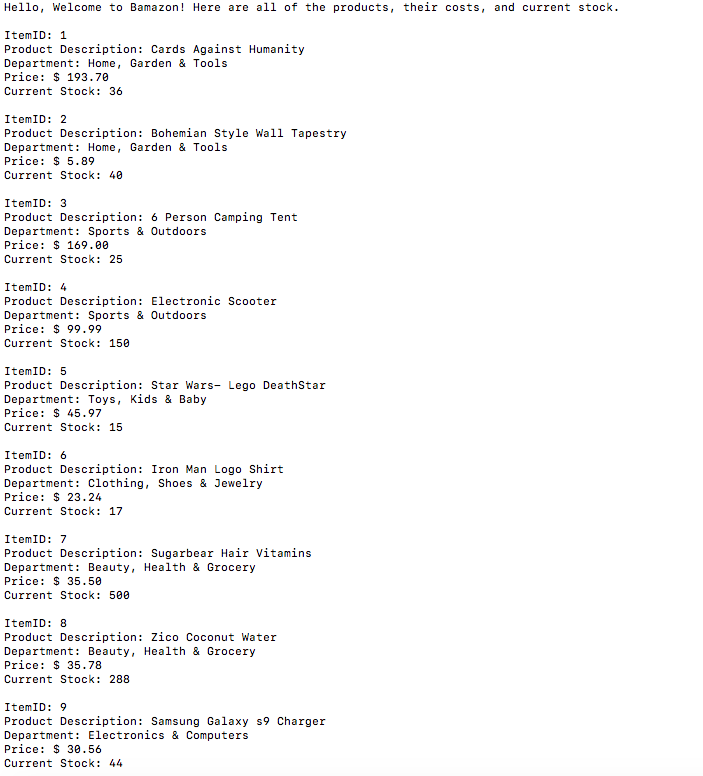 Hello, Welcome to Bamazon! Here are all of the products, their costs, and current stock.
ItemID: 1
Product Description: Cards Against Humanity
Department: Home, Garden & Tools
Price: $ 193.70
Current Stock: 36
ItemID: 2
Product Description: Bohemian Style Wall Tapestry
Department: Home, Garden & Tools
Price: $ 5.89
Current Stock: 40
ItemID: 3
Product Description: 6 Person Camping Tent
Department: Sports & Outdoors
Price: $ 169.00
Current Stock: 25
ItemID: 4
Product Description: Electronic Scooter
Department: Sports & Outdoors
Price: $ 99.99
Current Stock: 150
ItemID: 5
Product Description: Star Wars- Lego DeathStar
Department: Toys, Kids & Baby
Price: $ 45.97
Current Stock: 15
ItemID: 6
Product Description: Iron Man Logo Shirt
Department: Clothing, Shoes & Jewelry
Price: $ 23.24
Current Stock: 17
ItemID: 7
Product Description: Sugarbear Hair Vitamins
Department: Beauty, Health & Grocery
Price: $ 35.50
Current Stock: 500
ItemID: 8
Product Description: Zico Coconut Water
Department: Beauty, Health & Grocery
Price: $ 35.78
Current Stock: 288
ItemID: 9
Product Description: Samsung Galaxy s9 Charger
Department: Electronics & Computers
Price: $ 30.56
Current Stock: 44